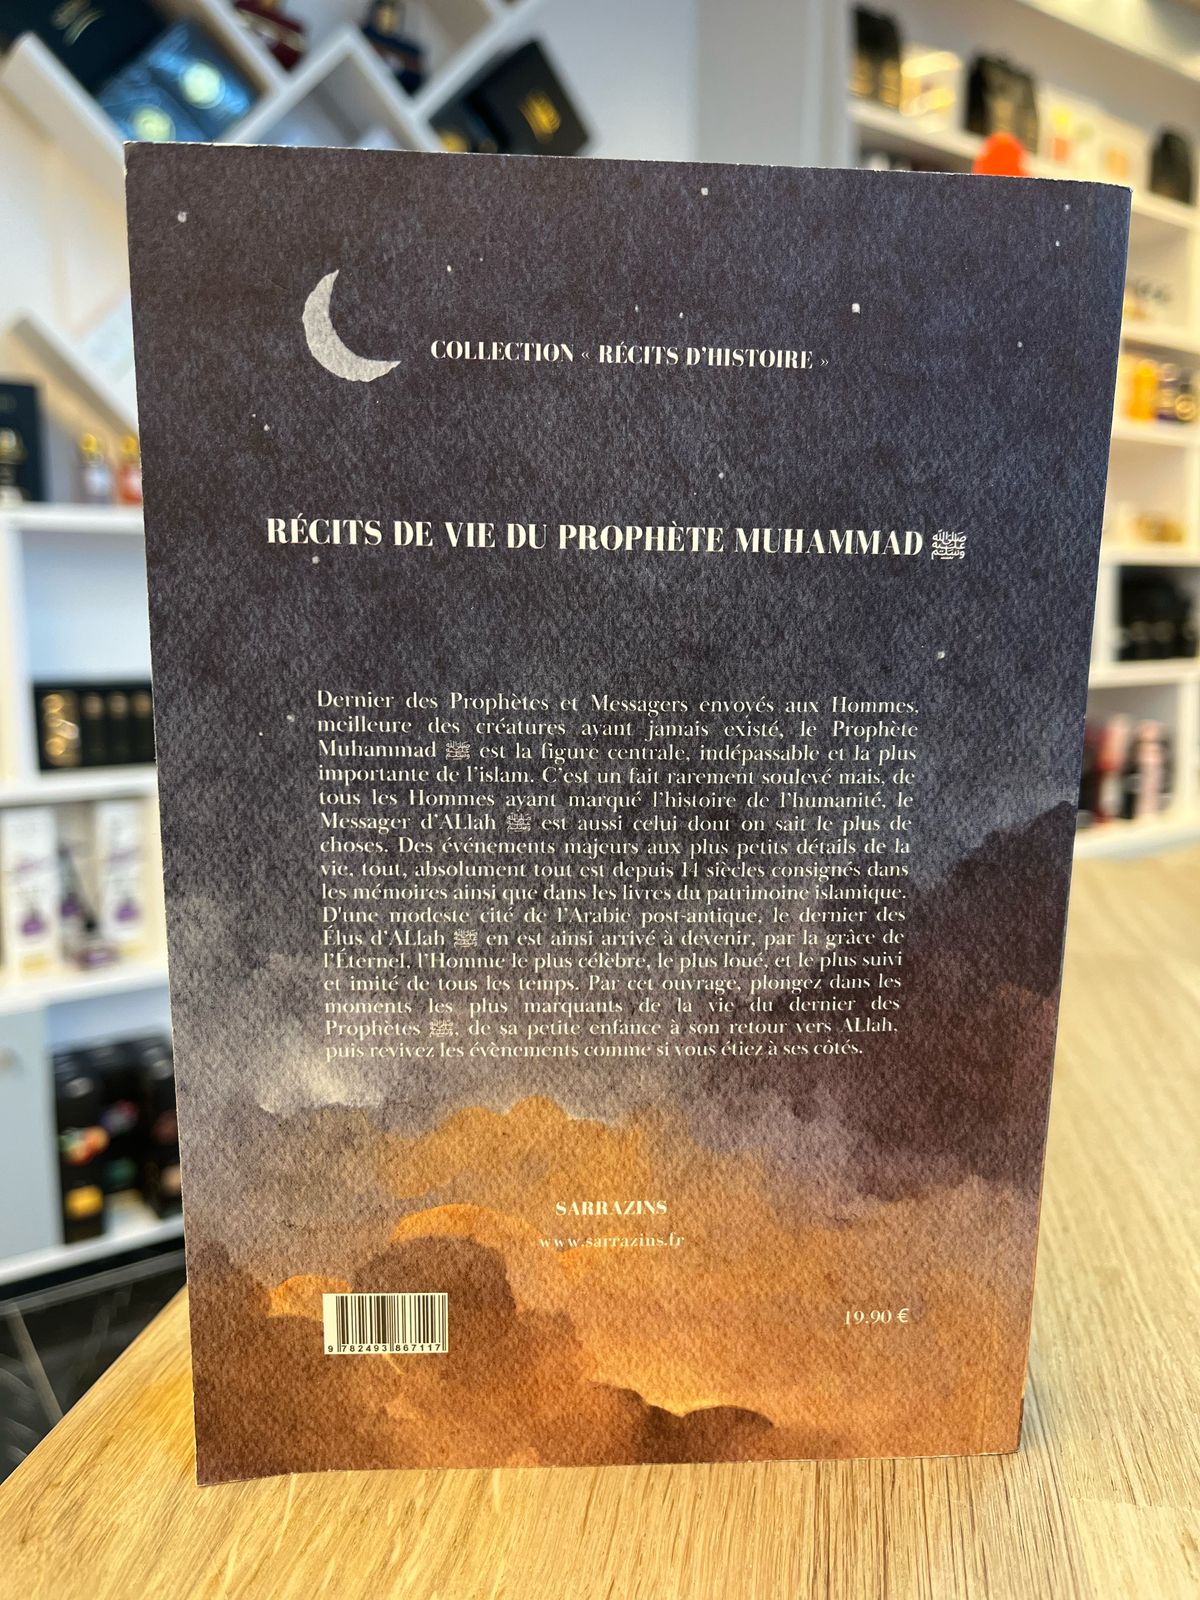 COLLECTION « RÉCITS D'HISTOIRE »
RÉCITS DE VIE DU PROPHÈTE MUHAMMAD ﷺ
Dernier des Prophètes et Messagers envoyés aux Hommes,
meilleure des créatures ayant jamais existé, le Prophète
Muhammad ﷺ est la figure centrale, indépassable et la plus
importante de l'islam. C'est un fait rarement soulevé mais, de
tous les Hommes ayant marqué l'histoire de l'humanité, le
Messager d'ALlah ﷺ est aussi celui dont on sait le plus de
choses. Des événements majeurs aux plus petits détails de la
vie, tout, absolument tout est depuis 14 siècles consignés dans
les mémoires ainsi que dans les livres du patrimoine islamique.
D'une modeste cité de l'Arabie post-antique, le dernier des
Élus d'ALlah ﷺ en est ainsi arrivé à devenir, par la grâce de
l'Éternel, l'Homme le plus célèbre, le plus loué, et le plus suivi
et imité de tous les temps. Par cet ouvrage, plongez dans les
moments les plus marquants de la vie du dernier des
Prophètes ﷺ, de sa petite enfance à son retour vers ALlah,
puis revivez les évènements comme si vous étiez à ses côtés.
SARRAZINS
www.sarrazins.fr
19.90 €
9 782493 867117